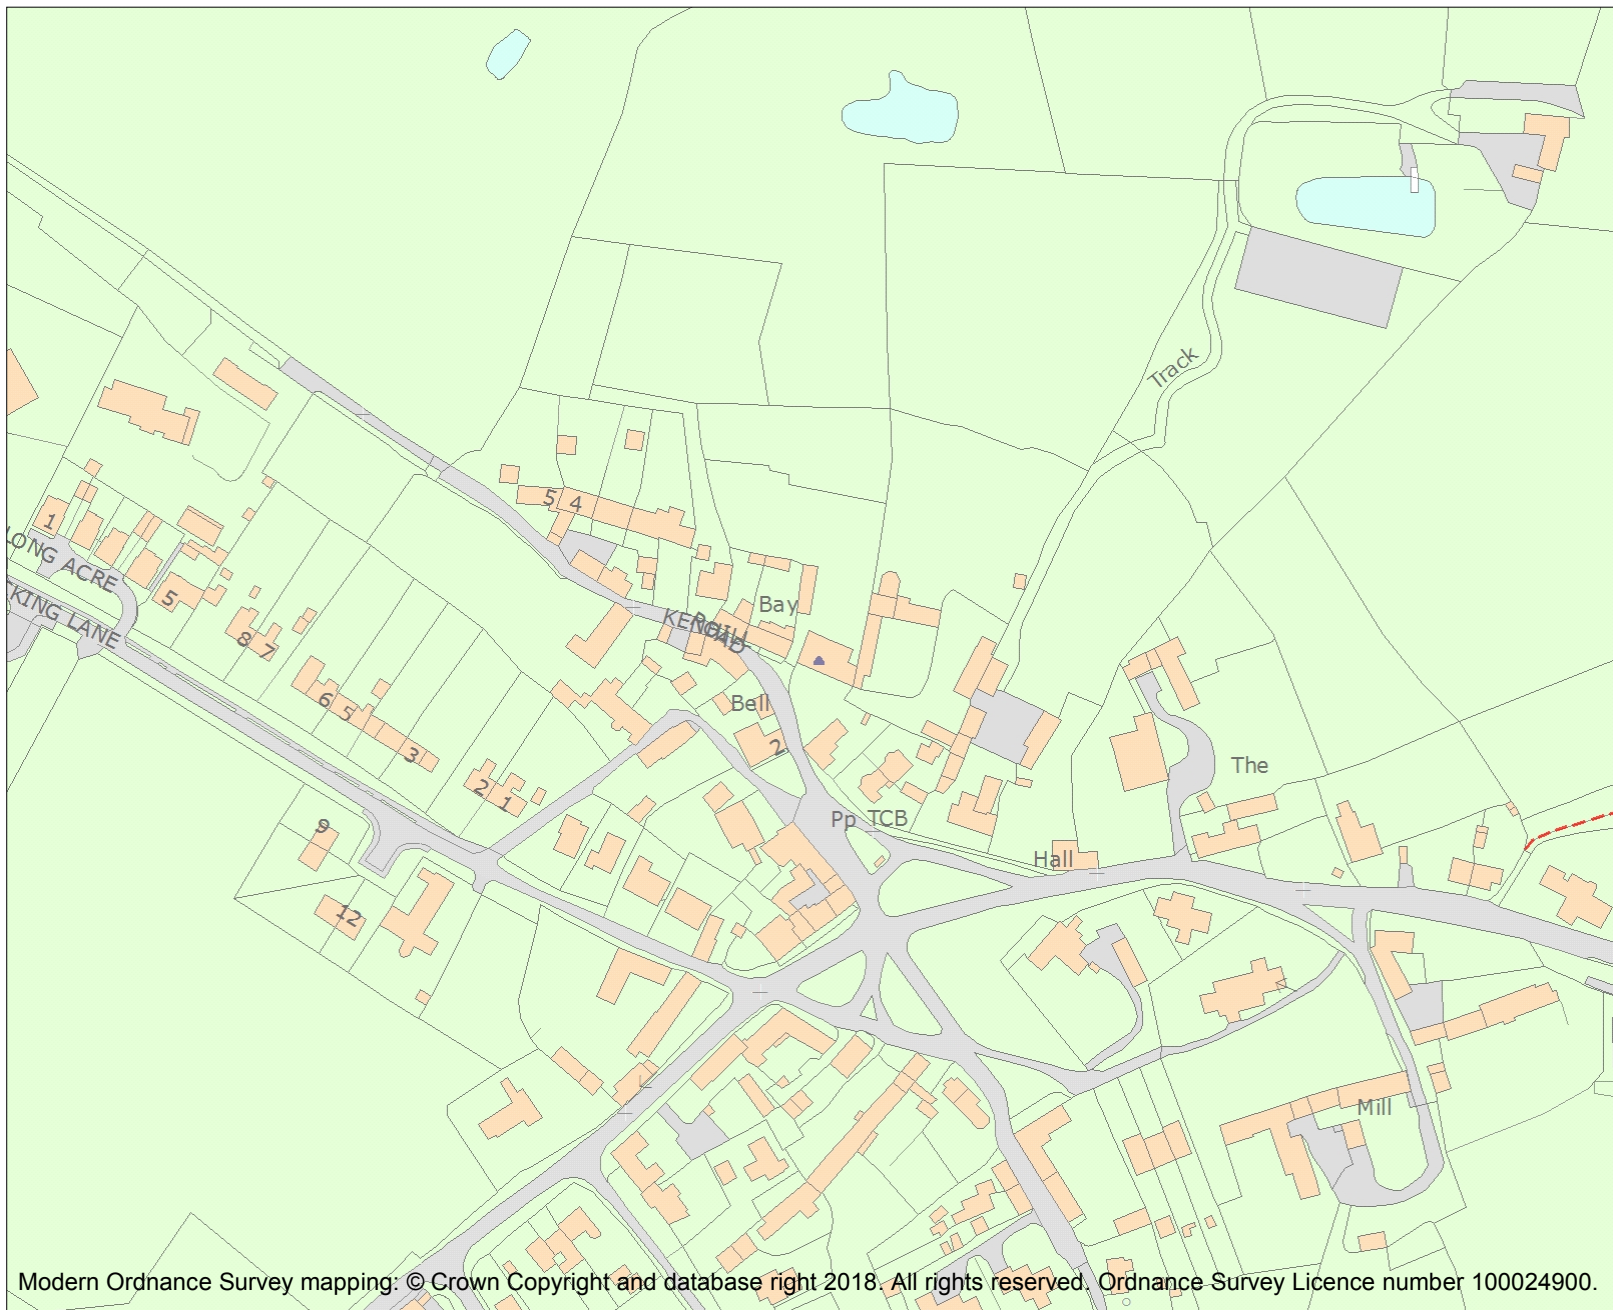 Track
5 4
1
LONG ACRE
KING LANE
5
8 7
6 5
3
2 1
9
12
Bay
ROAD
Bell
2
Pp TCB
Hall
The
Mill
Modern Ordnance Survey mapping: © Crown Copyright and database right 2018. All rights reserved. Ordnance Survey Licence number 100024900.